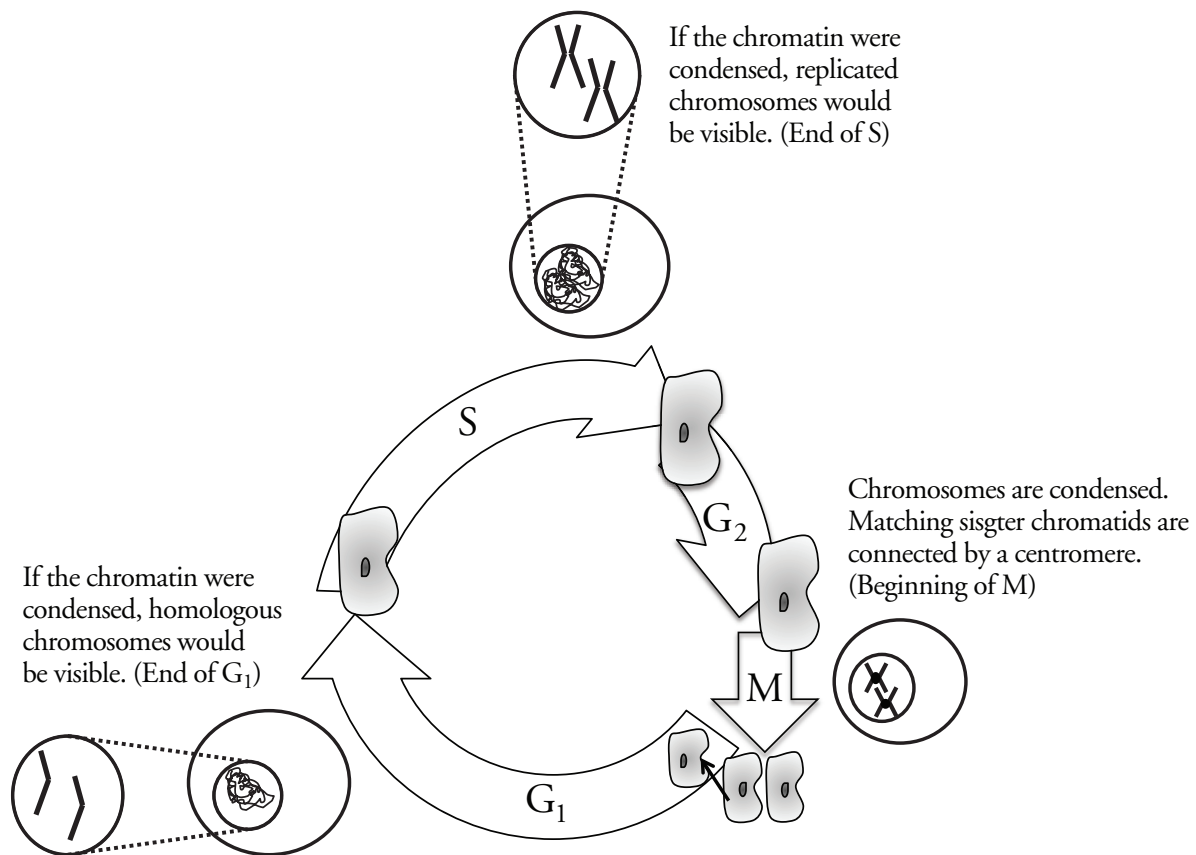 If the chromatin were
condensed, replicated
chromosomes would
be visible. (End of S)
S
G₂
Chromosomes are condensed.
Matching sisgter chromatids are
connected by a centromere.
(Beginning of M)
If the chromatin were
condensed, homologous
chromosomes would
be visible. (End of G₁)
M
G₁